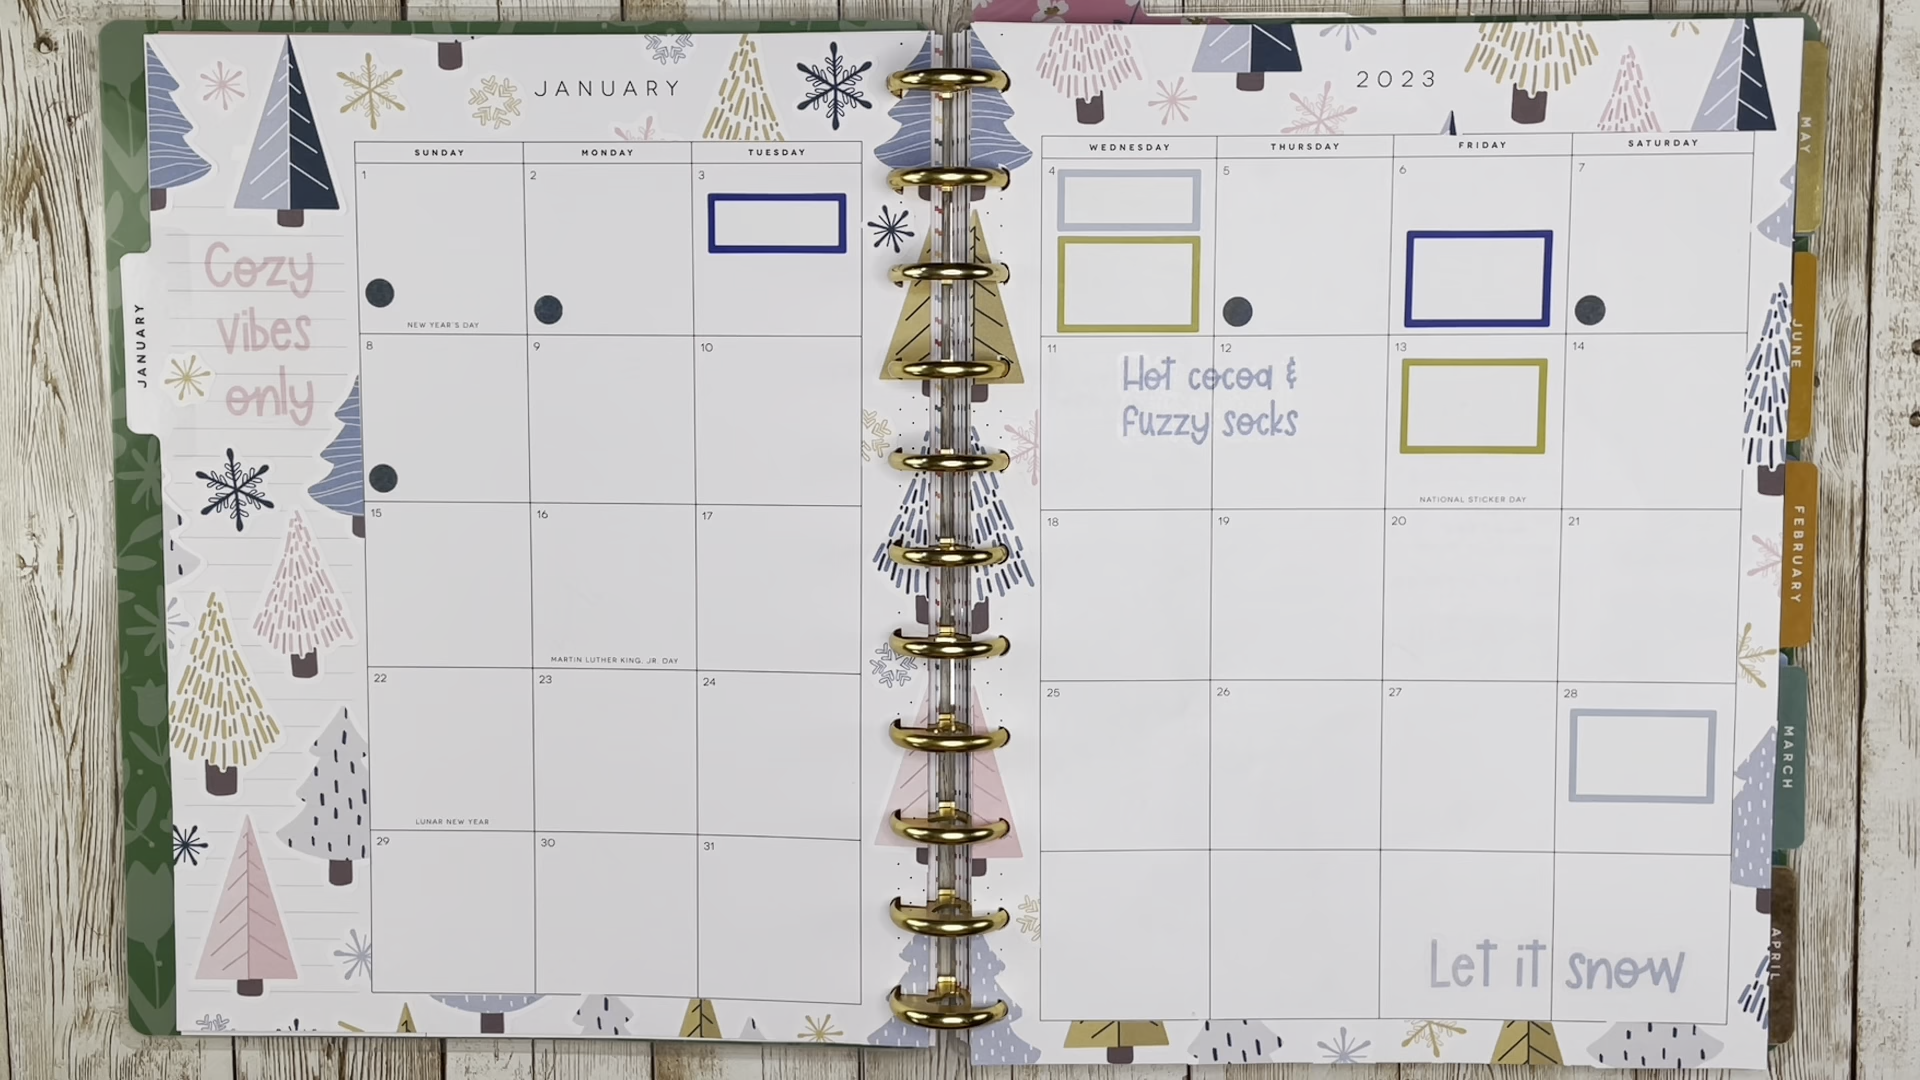 JANUARY
2023
SUNDAY MONDAY TUESDAY
WEDNESDAY THURSDAY FRIDAY SATURDAY
Cozy
vibes
only
JANUARY
1 2 3
NEW YEAR'S DAY
4 5 6 7
8 9 10
11 12 13 14
Hot cocoa &
fuzzy socks
NATIONAL STICKER DAY
15 16 17
MARTIN LUTHER KING, JR. DAY
18 19 20 21
22 23 24
LUNAR NEW YEAR
25 26 27 28
29 30 31
Let it snow
MAY
JUNE
FEBRUARY
MARCH
APRIL